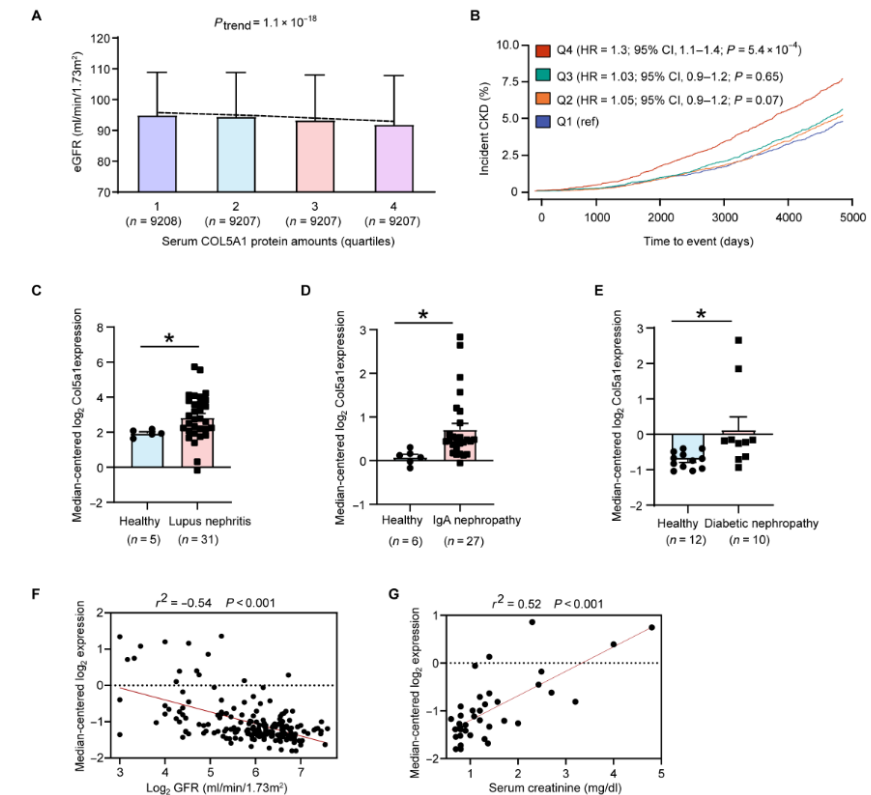 A
Ptrend = 1.1 × 10⁻¹⁸
eGFR (ml/min/1.73m²)
120
110
100
90
80
70
1 2 3 4
(n = 9208) (n = 9207) (n = 9207) (n = 9207)
Serum COL5A1 protein amounts (quartiles)
B
Incident CKD (%)
10.0
5.0
2.5
0
Q4 (HR = 1.3; 95% CI, 1.1–1.4; P = 5.4 × 10⁻⁴)
Q3 (HR = 1.03; 95% CI, 0.9–1.2; P = 0.65)
Q2 (HR = 1.05; 95% CI, 0.9–1.2; P = 0.07)
Q1 (ref)
0 1000 2000 3000 4000 5000
Time to event (days)
C
Median-centered log₂ Col5a1expression
8
6
4
2
0
−2
*
Healthy Lupus nephritis
(n = 5) (n = 31)
D
Median-centered log₂ Col5a1expression
3
2
1
0
−1
*
Healthy IgA nephropathy
(n = 6) (n = 27)
E
Median-centered log₂ Col5a1expression
3
2
1
0
−1
−2
*
Healthy Diabetic nephropathy
(n = 12) (n = 10)
F
r² = −0.54 P < 0.001
Median-centered log₂ expression
2
1
0
−1
−2
3 4 5 6 7
Log₂ GFR (ml/min/1.73m²)
G
r² = 0.52 P < 0.001
Median-centered log₂ expression
1
0
−1
−2
1 2 3 4 5
Serum creatinine (mg/dl)